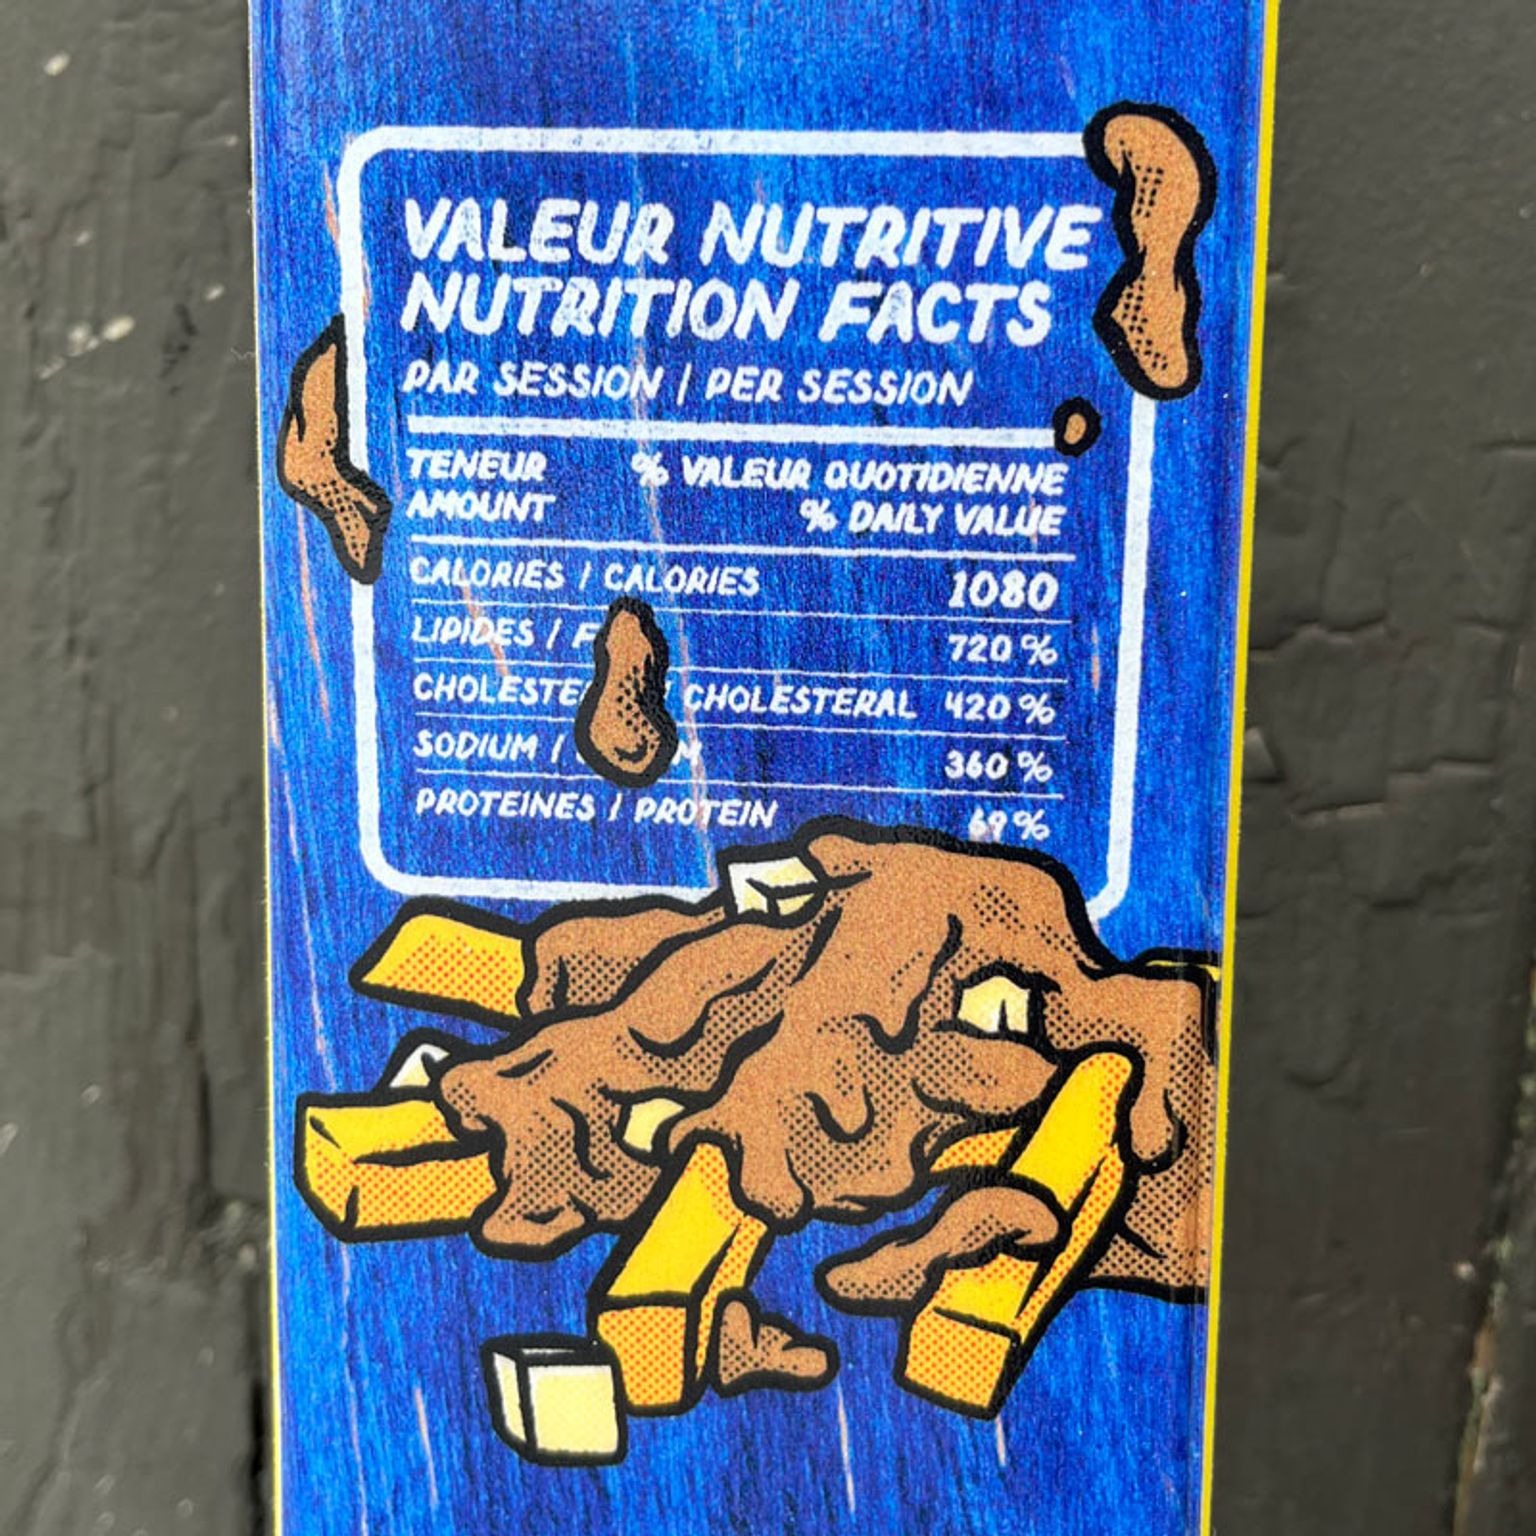 VALEUR NUTRITIVE
NUTRITION FACTS
PAR SESSION / PER SESSION
TENEUR % VALEUR QUOTIDIENNE
AMOUNT % DAILY VALUE
CALORIES / CALORIES 1080
LIPIDES / 720 %
/ CHOLESTERAL 420 %
SODIUM / 360 %
PROTEINES / PROTEIN 69 %